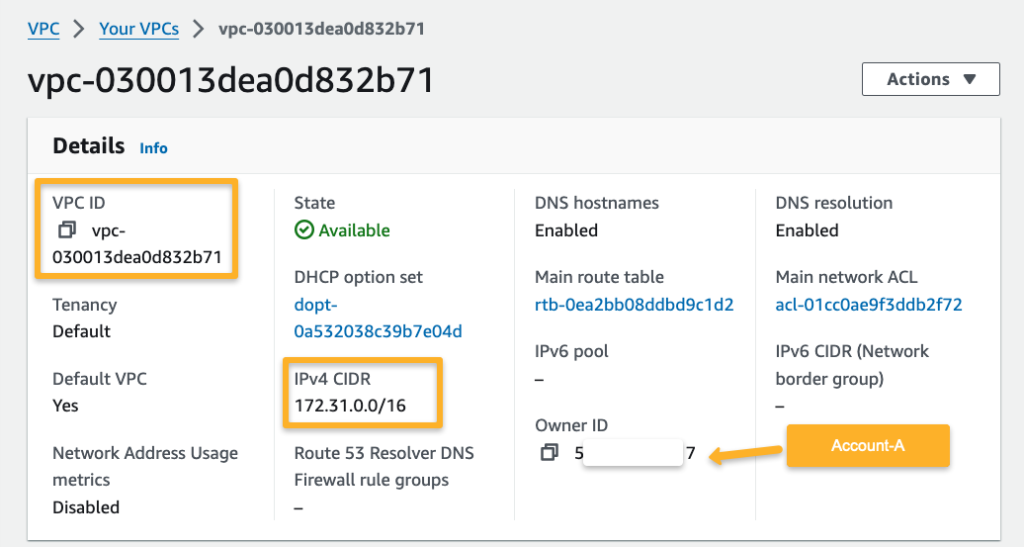 VPC > Your VPCs > vpc-030013dea0d832b71
vpc-030013dea0d832b71
Actions ▼
Details Info
VPC ID
vpc-
030013dea0d832b71
Tenancy
Default
Default VPC
Yes
Network Address Usage
metrics
Disabled
State
Available
DHCP option set
dopt-
0a532038c39b7e04d
IPv4 CIDR
172.31.0.0/16
Route 53 Resolver DNS
Firewall rule groups
–
DNS hostnames
Enabled
Main route table
rtb-0ea2bb08ddbd9c1d2
IPv6 pool
–
Owner ID
5 7
DNS resolution
Enabled
Main network ACL
acl-01cc0ae9f3ddb2f72
IPv6 CIDR (Network
border group)
–
Account-A